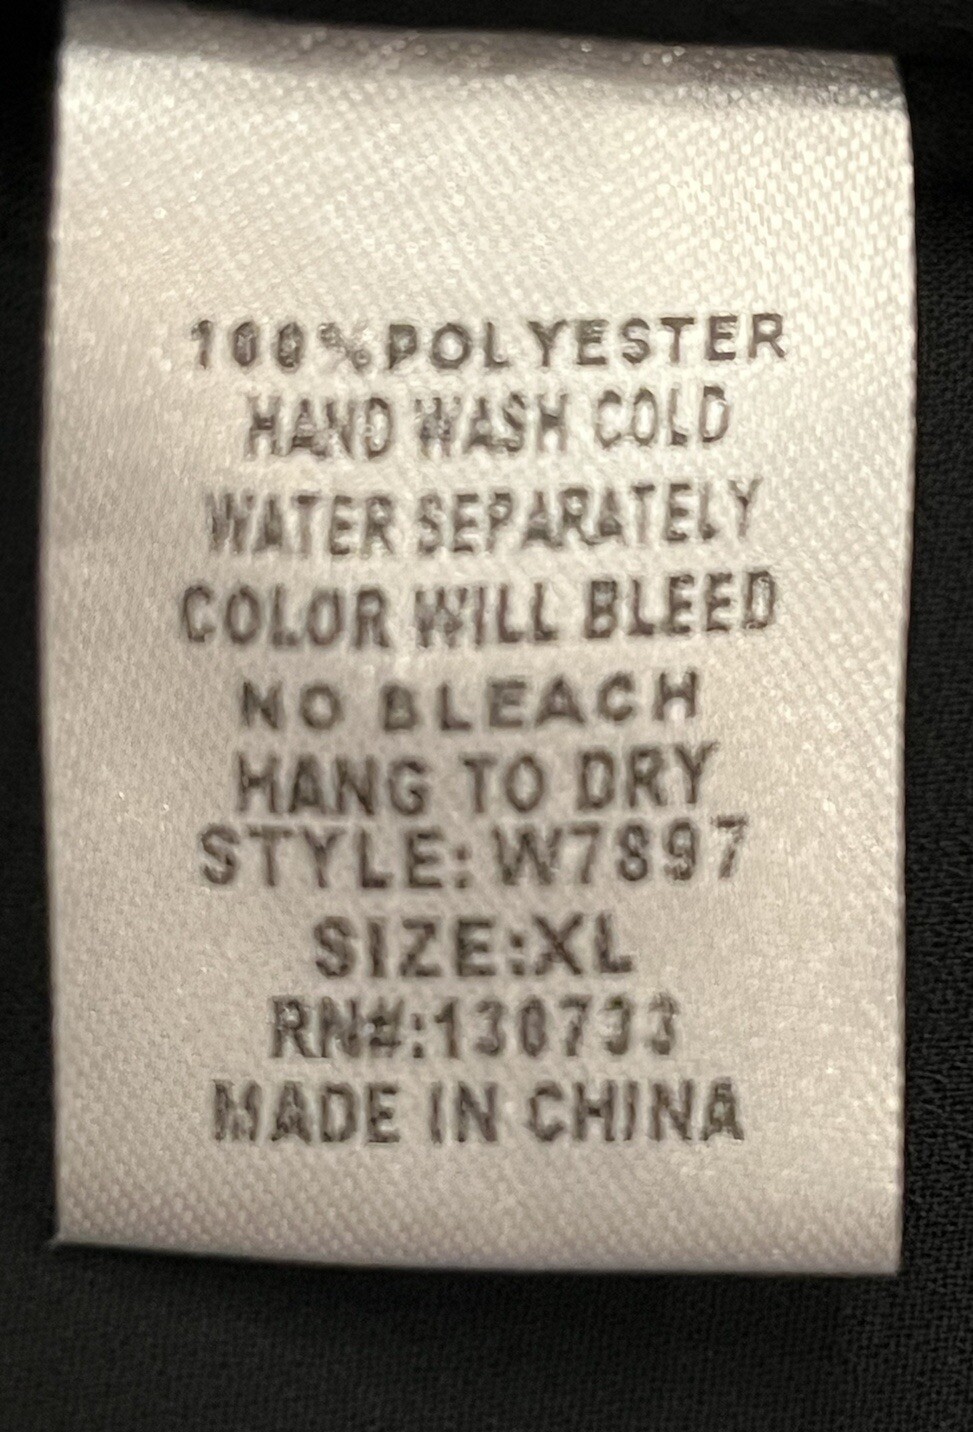 100%POLYESTER
HAND WASH COLD
WATER SEPARATELY
COLOR WILL BLEED
NO BLEACH
HANG TO DRY
STYLE:W7897
SIZE:XL
RN#:130733
MADE IN CHINA